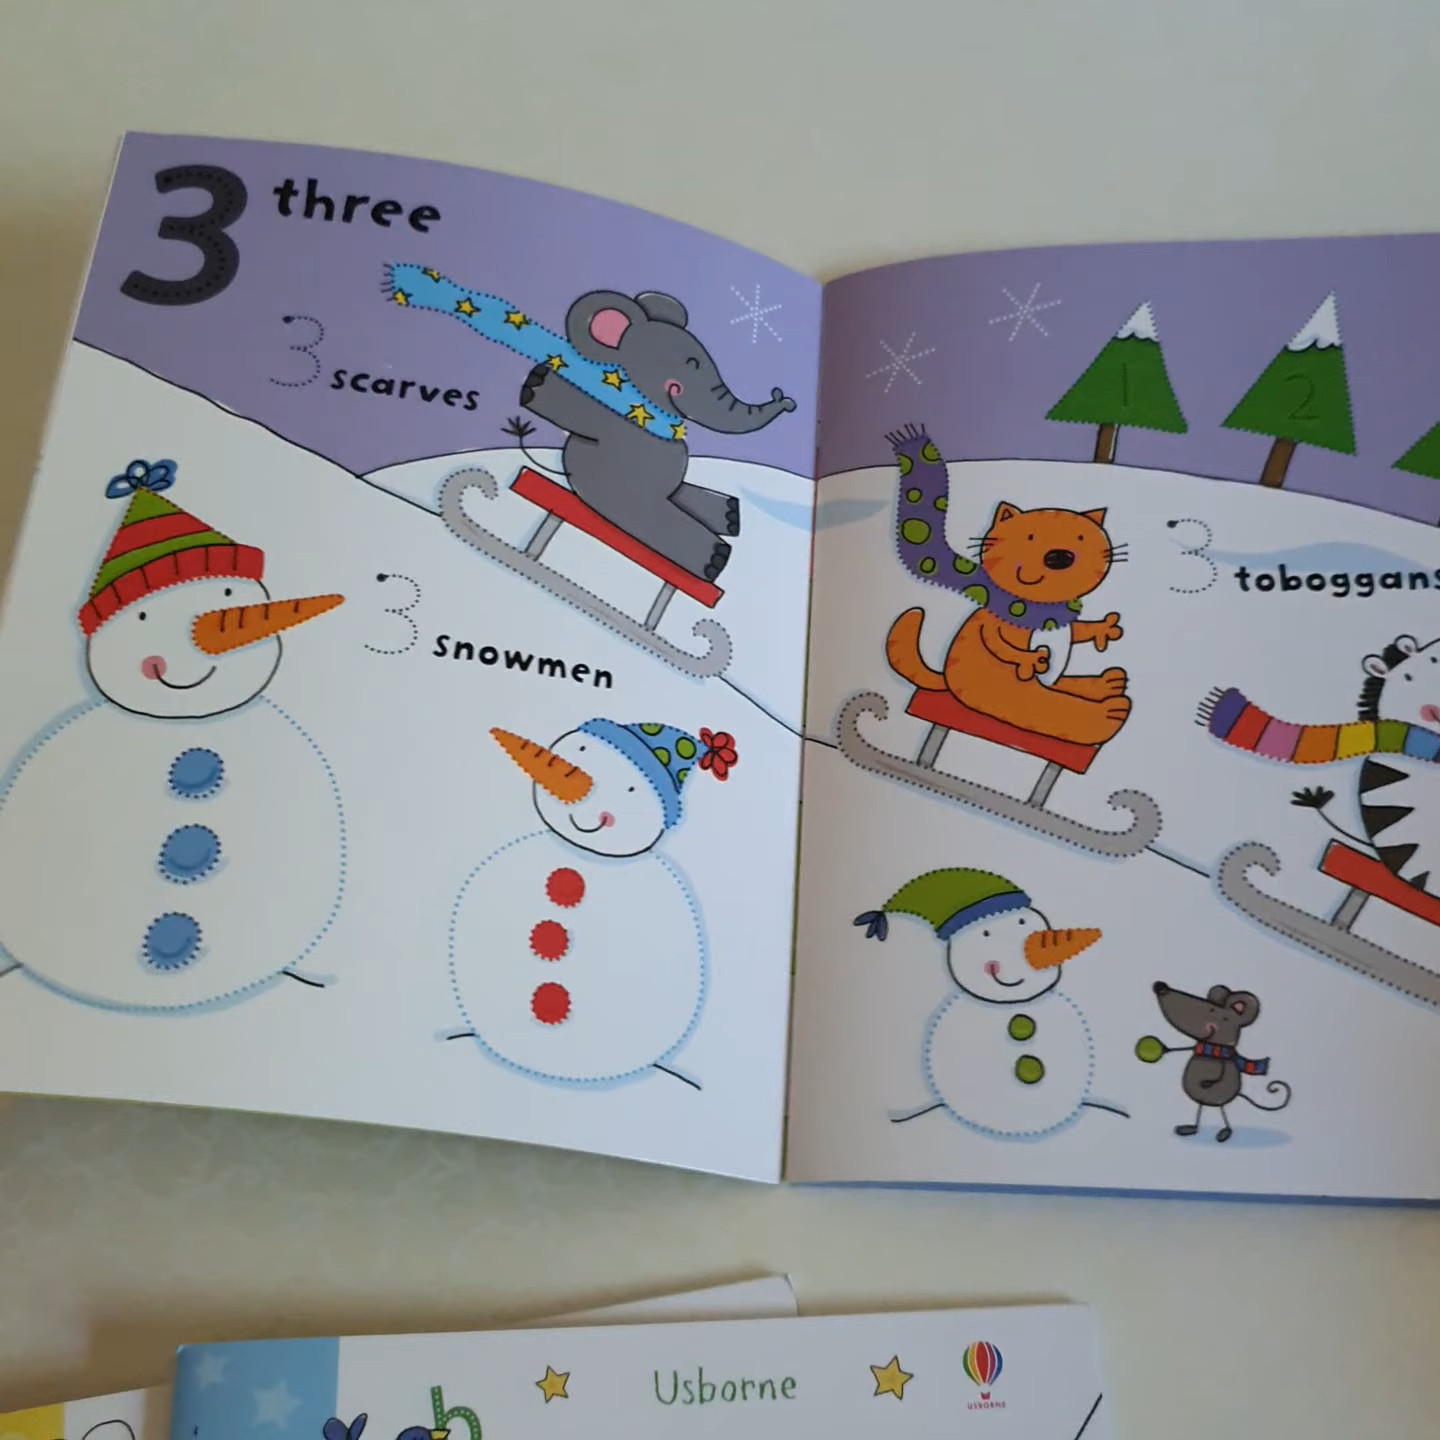 3 three
3 scarves
3 snowmen
1
2
3 toboggans
h
Usborne
USBORNE